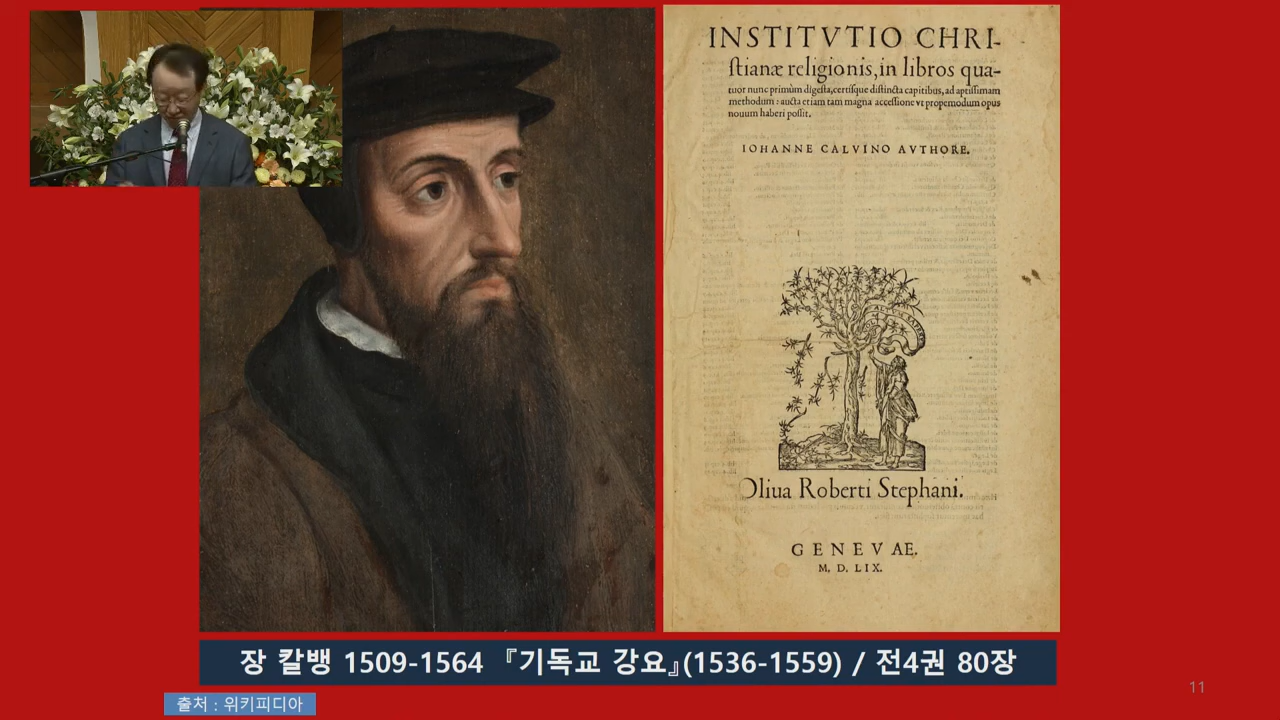 INSTITVTIO CHRI-
stianæ religionis, in libros qua-
tuor nunc primùm digesta, certisque distincta capitibus, ad aptissimam
methodum: aucta etiam tam magna accessione vt propemodum opus
nouum haberi possit.
IOHANNE CALVINO AVTHORE.
Oliua Roberti Stephani.
GENEVAE.
M. D. LIX.
장 칼뱅 1509-1564 『기독교 강요』(1536-1559) / 전4권 80장
출처 : 위키피디아
11